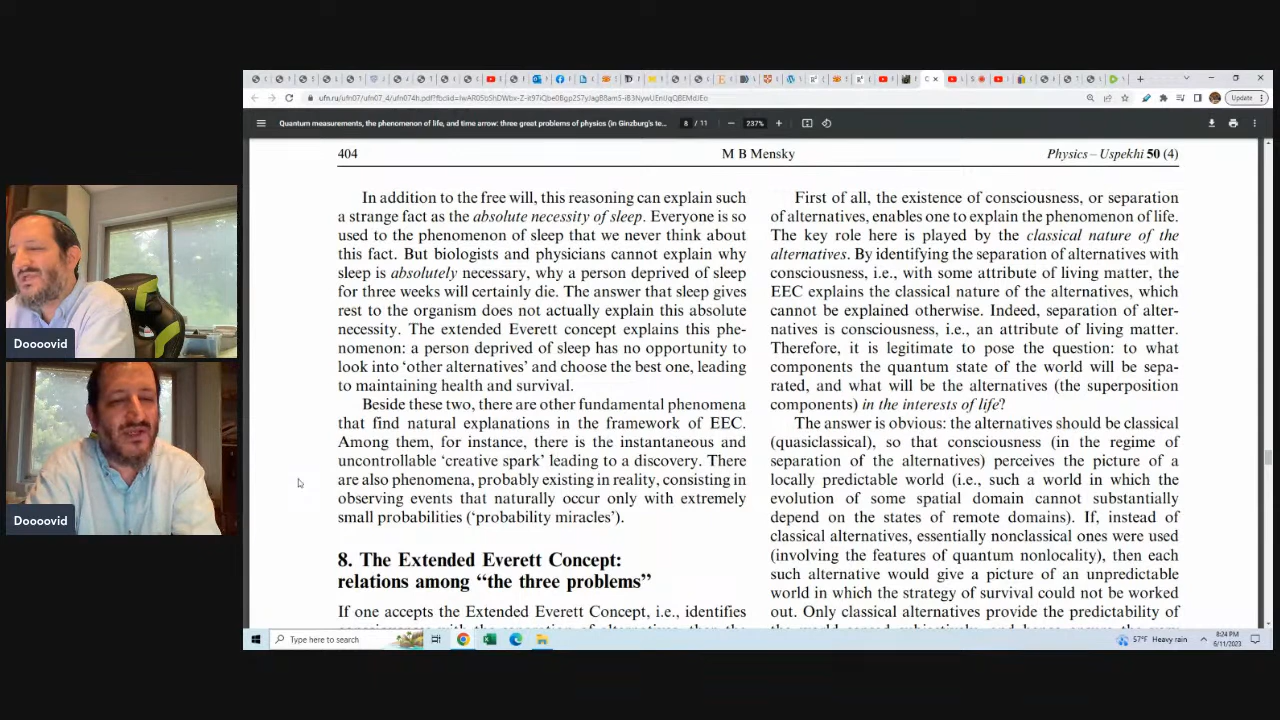 Update
ufn.ru/ufn07/ufn07_4/ufn074h.pdf?fbclid=
Quantum measurements, the phenomenon of life, and time arrow: three great problems of physics (in Ginzburg's te...
8 / 11
237%
404
M B Mensky
Physics – Uspekhi 50 (4)
In addition to the free will, this reasoning can explain such
a strange fact as the absolute necessity of sleep. Everyone is so
used to the phenomenon of sleep that we never think about
this fact. But biologists and physicians cannot explain why
sleep is absolutely necessary, why a person deprived of sleep
for three weeks will certainly die. The answer that sleep gives
rest to the organism does not actually explain this absolute
necessity. The extended Everett concept explains this phe-
nomenon: a person deprived of sleep has no opportunity to
look into 'other alternatives' and choose the best one, leading
to maintaining health and survival.
Beside these two, there are other fundamental phenomena
that find natural explanations in the framework of EEC.
Among them, for instance, there is the instantaneous and
uncontrollable 'creative spark' leading to a discovery. There
are also phenomena, probably existing in reality, consisting in
observing events that naturally occur only with extremely
small probabilities ('probability miracles').
8. The Extended Everett Concept:
relations among "the three problems"
If one accepts the Extended Everett Concept, i.e., identifies
First of all, the existence of consciousness, or separation
of alternatives, enables one to explain the phenomenon of life.
The key role here is played by the classical nature of the
alternatives. By identifying the separation of alternatives with
consciousness, i.e., with some attribute of living matter, the
EEC explains the classical nature of the alternatives, which
cannot be explained otherwise. Indeed, separation of alter-
natives is consciousness, i.e., an attribute of living matter.
Therefore, it is legitimate to pose the question: to what
components the quantum state of the world will be sepa-
rated, and what will be the alternatives (the superposition
components) in the interests of life?
The answer is obvious: the alternatives should be classical
(quasiclassical), so that consciousness (in the regime of
separation of the alternatives) perceives the picture of a
locally predictable world (i.e., such a world in which the
evolution of some spatial domain cannot substantially
depend on the states of remote domains). If, instead of
classical alternatives, essentially nonclassical ones were used
(involving the features of quantum nonlocality), then each
such alternative would give a picture of an unpredictable
world in which the strategy of survival could not be worked
out. Only classical alternatives provide the predictability of
Doooovid
Doooovid
Type here to search
57°F Heavy rain
8:24 PM
6/11/2023